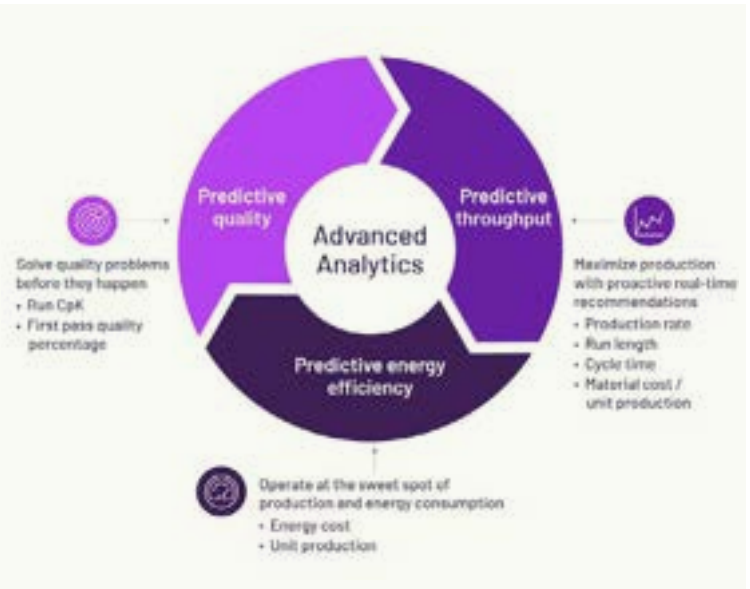 Predictive
quality
Predictive
throughput
Advanced
Analytics
Predictive energy
efficiency
Solve quality problems
before they happen
• Run CpK
• First pass quality
percentage
Maximize production
with proactive real-time
recommendations
• Production rate
• Run length
• Cycle time
• Material cost /
unit production
Operate at the sweet spot of
production and energy consumption
• Energy cost
• Unit production